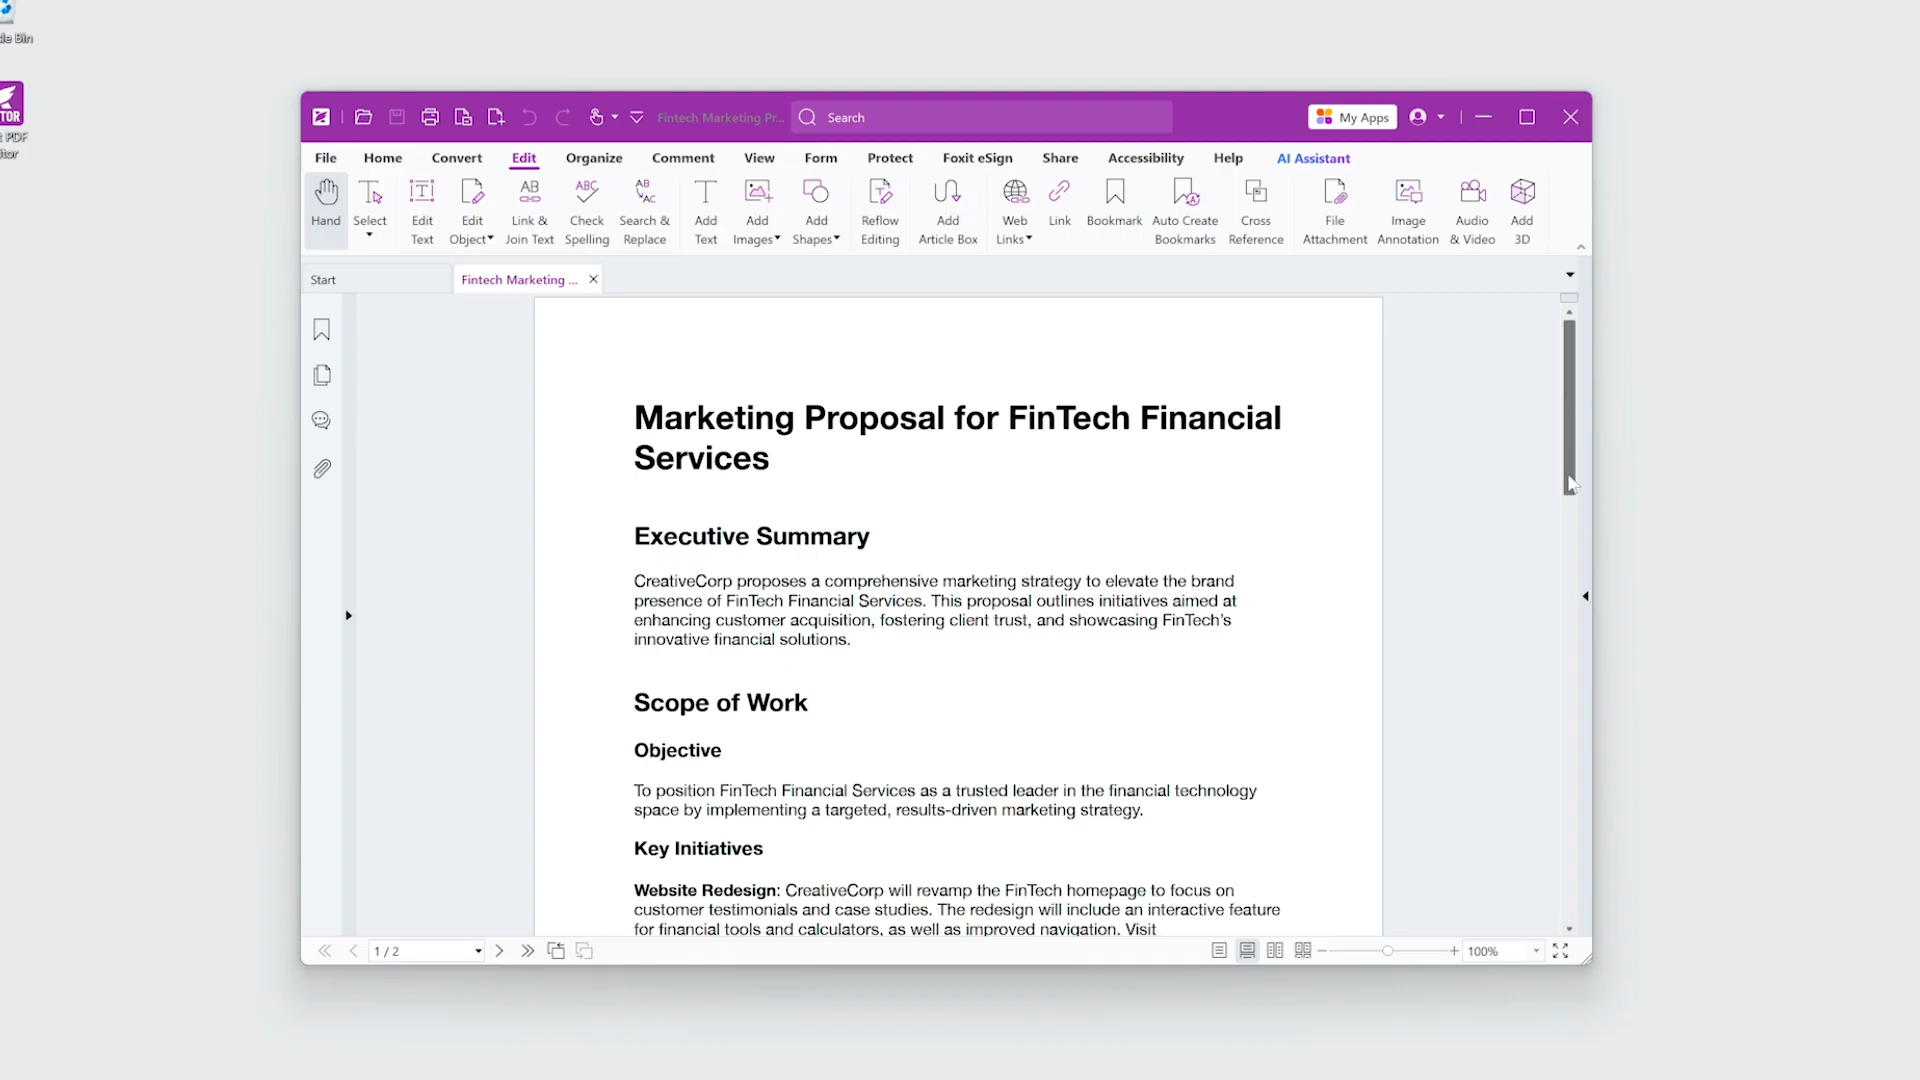 le Bin
TOR
t PDF
itor
Fintech Marketing Pr...
Search
My Apps
File Home Convert Edit Organize Comment View Form Protect Foxit eSign Share Accessibility Help AI Assistant
Hand
Select
Edit Text
Edit Object
Link & Join Text
Check Spelling
Search & Replace
Add Text
Add Images
Add Shapes
Reflow Editing
Add Article Box
Web Links
Link
Bookmark
Auto Create Bookmarks
Cross Reference
File Attachment
Image Annotation
Audio & Video
Add 3D
Start
Fintech Marketing ...
Marketing Proposal for FinTech Financial
Services
Executive Summary
CreativeCorp proposes a comprehensive marketing strategy to elevate the brand
presence of FinTech Financial Services. This proposal outlines initiatives aimed at
enhancing customer acquisition, fostering client trust, and showcasing FinTech’s
innovative financial solutions.
Scope of Work
Objective
To position FinTech Financial Services as a trusted leader in the financial technology
space by implementing a targeted, results-driven marketing strategy.
Key Initiatives
Website Redesign: CreativeCorp will revamp the FinTech homepage to focus on
customer testimonials and case studies. The redesign will include an interactive feature
for financial tools and calculators, as well as improved navigation. Visit
1 / 2
100%